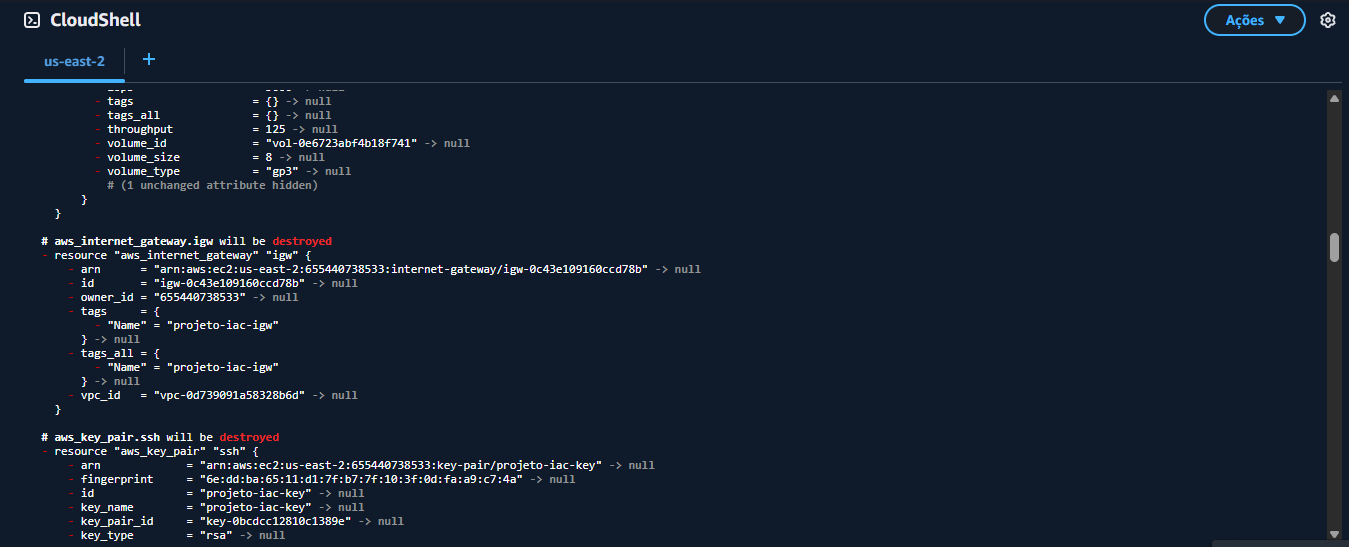 CloudShell
Ações
us-east-2
+
- tags = {} -> null
- tags_all = {} -> null
- throughput = 125 -> null
- volume_id = "vol-0e6723abf4b18f741" -> null
- volume_size = 8 -> null
- volume_type = "gp3" -> null
# (1 unchanged attribute hidden)
}
}
# aws_internet_gateway.igw will be destroyed
- resource "aws_internet_gateway" "igw" {
- arn = "arn:aws:ec2:us-east-2:655440738533:internet-gateway/igw-0c43e109160ccd78b" -> null
- id = "igw-0c43e109160ccd78b" -> null
- owner_id = "655440738533" -> null
- tags = {
- "Name" = "projeto-iac-igw"
} -> null
- tags_all = {
- "Name" = "projeto-iac-igw"
} -> null
- vpc_id = "vpc-0d739091a58328b6d" -> null
}
# aws_key_pair.ssh will be destroyed
- resource "aws_key_pair" "ssh" {
- arn = "arn:aws:ec2:us-east-2:655440738533:key-pair/projeto-iac-key" -> null
- fingerprint = "6e:dd:ba:65:11:d1:7f:b7:7f:10:3f:0d:fa:a9:c7:4a" -> null
- id = "projeto-iac-key" -> null
- key_name = "projeto-iac-key" -> null
- key_pair_id = "key-0bcdcc12810c1389e" -> null
- key_type = "rsa" -> null